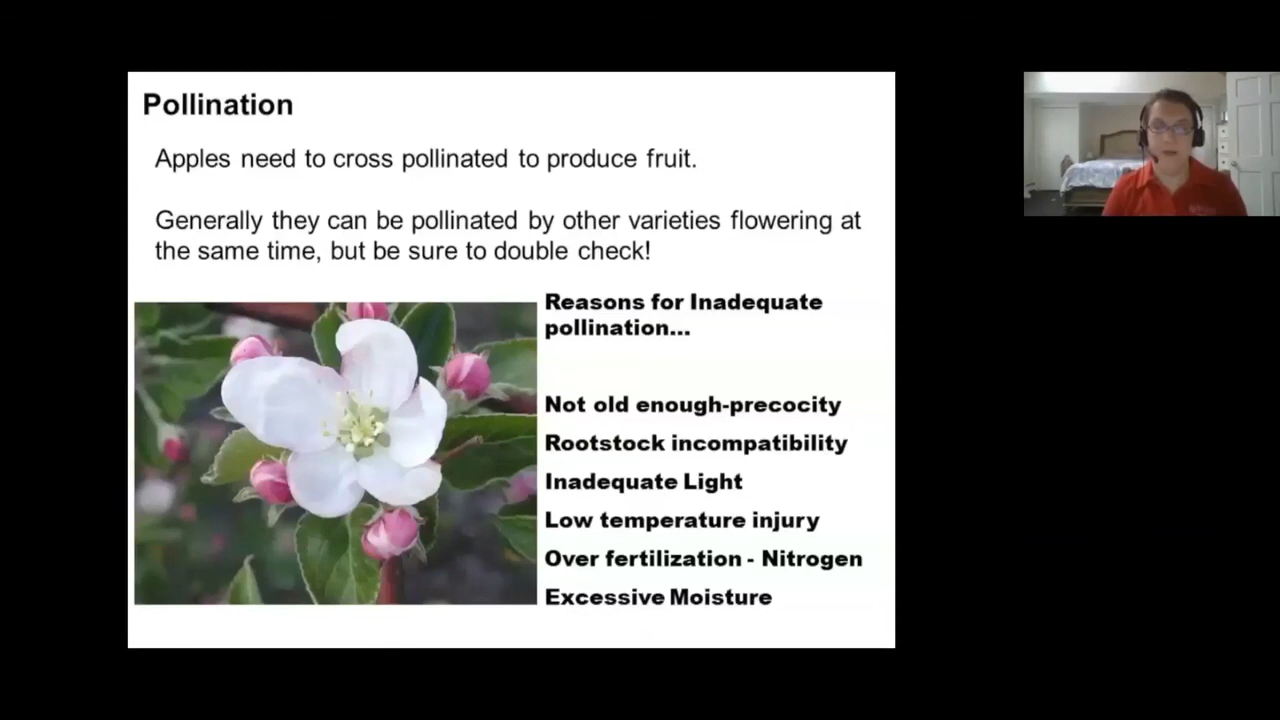 Pollination
Apples need to cross pollinated to produce fruit.
Generally they can be pollinated by other varieties flowering at
the same time, but be sure to double check!
Reasons for Inadequate
pollination...
Not old enough-precocity
Rootstock incompatibility
Inadequate Light
Low temperature injury
Over fertilization - Nitrogen
Excessive Moisture